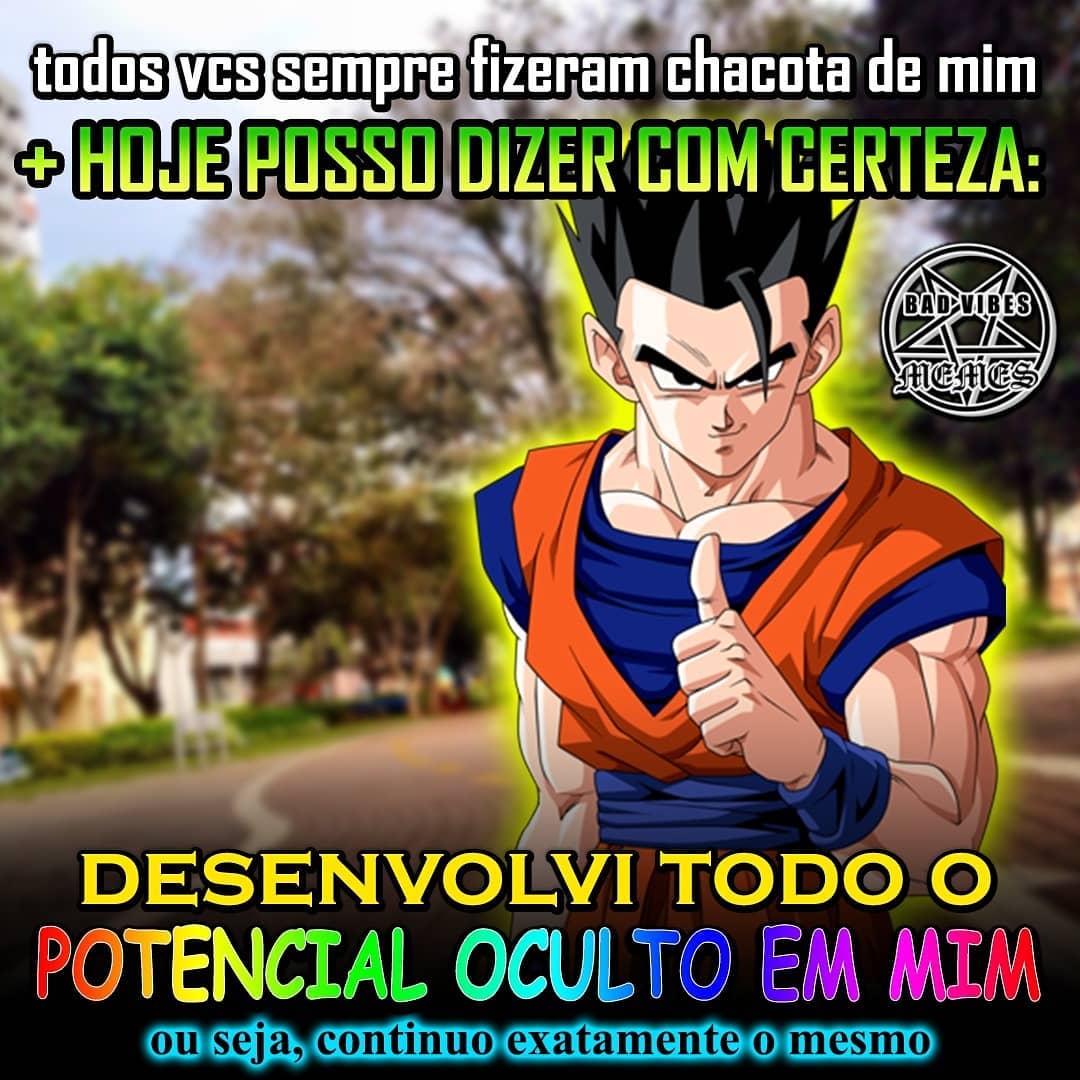 todos vcs sempre fizeram chacota de mim
+ HOJE POSSO DIZER COM CERTEZA:
BAD VIBES
MEMES
DESENVOLVI TODO O
POTENCIAL OCULTO EM MIM
ou seja, continuo exatamente o mesmo